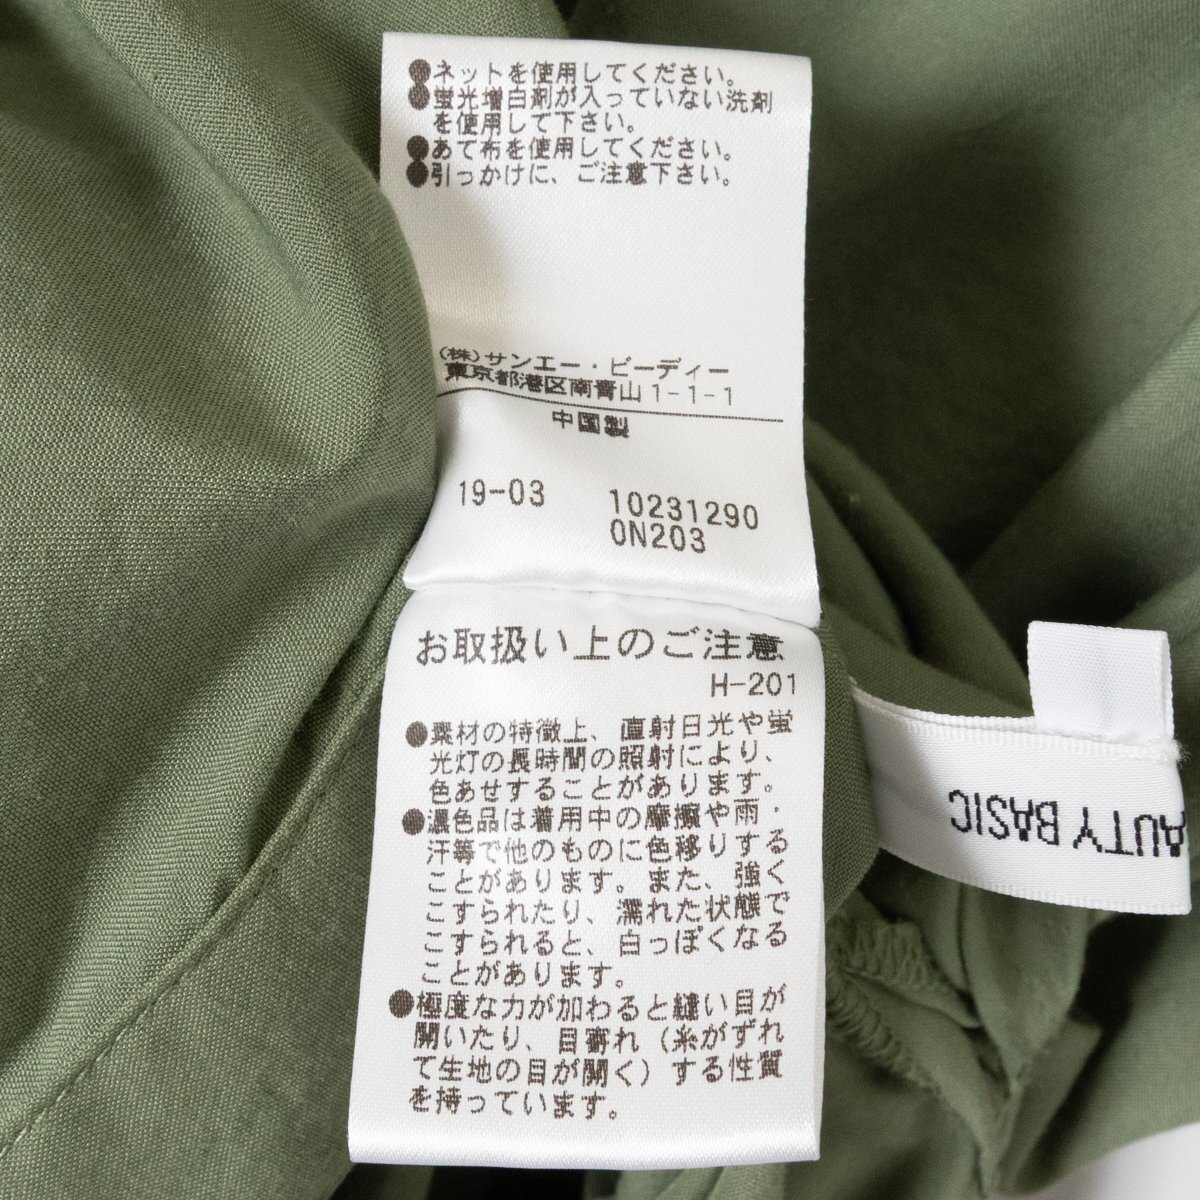 ●ネットを使用してください。
●蛍光増白剤が入っていない洗剤
を使用して下さい。
●あて布を使用してください。
●引っかけに、ご注意下さい。
(株)サンエー・ビーディー
東京都港区南青山1-1-1
中国製
19-03 10231290
0N203
お取扱い上のご注意
H-201
●素材の特徴上、直射日光や蛍
光灯の長時間の照射により、
色あせすることがあります。
●濃色品は着用中の摩擦や雨・
汗等で他のものに色移りする
ことがあります。また、強く
こすられたり、濡れた状態で
こすられると、白っぽくなる
ことがあります。
●極度な力が加わると縫い目が
開いたり、目寄れ(糸がずれ
て生地の目が開く)する性質
を持っています。
AUTY BASIC